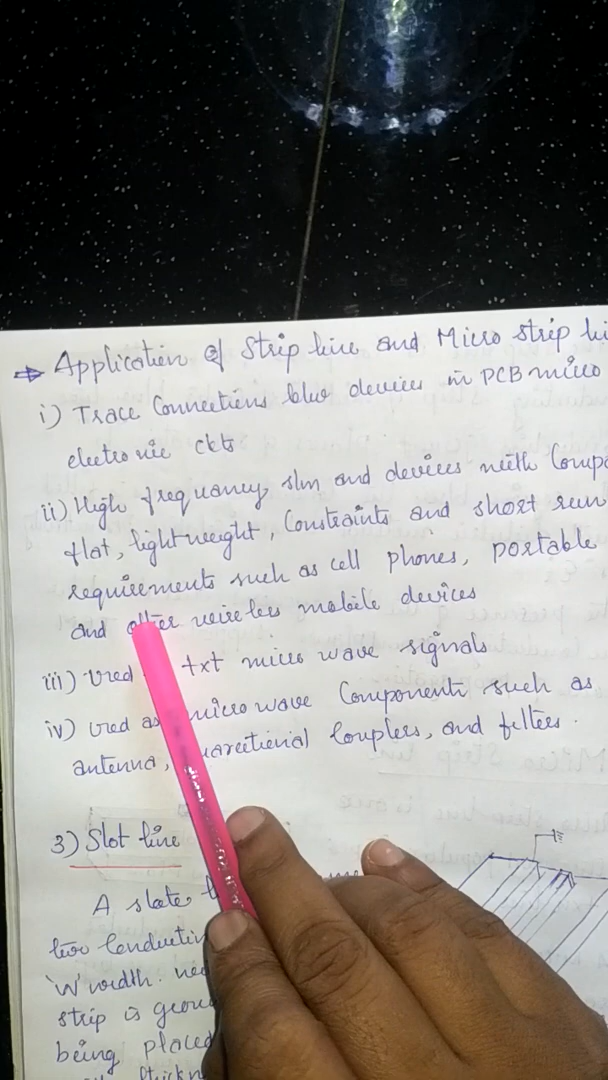 → Application of Strip line and Micro strip li
i) Trace Connections b/w devices in PCB micro
electronic ckts
ii) High frequancy s/m and devices with Comp
flat, light weight, Constraints and short run
requirements such as cell phones, portable
and other wireless mobile devices
iii) Used txt micro wave signals
iv) Used as micro wave Components such as
antenna, couplers, and filters.
3) Slot line
A slote
two Conductin
'W' width.
strip is grou
being placed